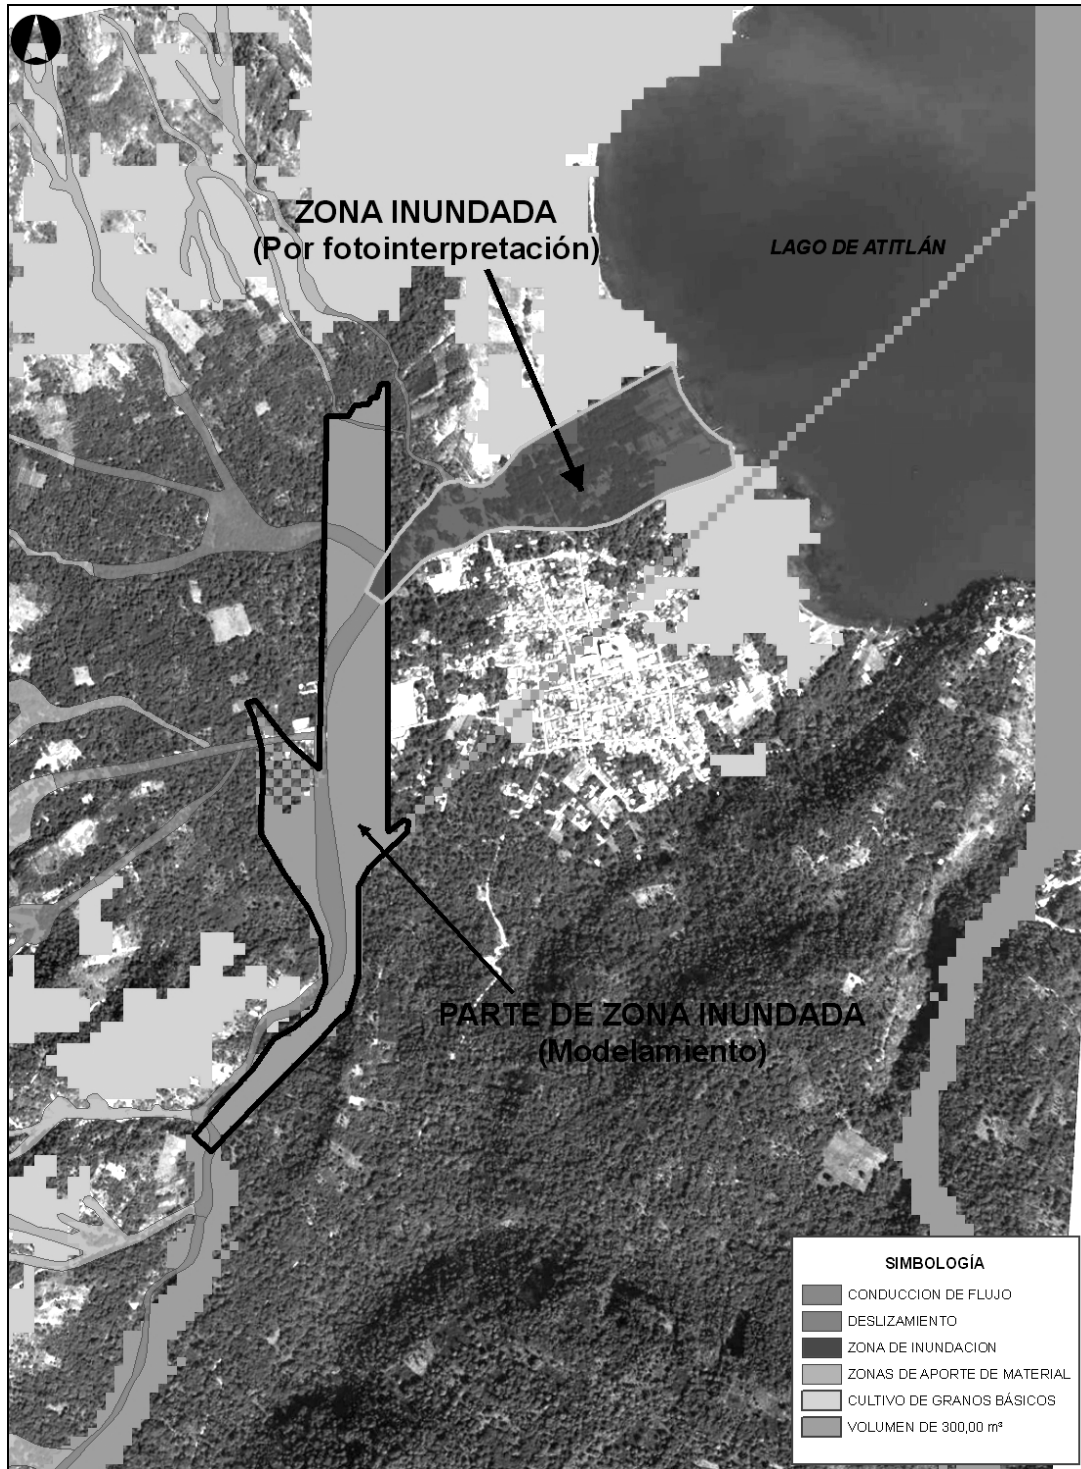 ZONA INUNDADA
(Por fotointerpretación)
LAGO DE ATITLÁN
PARTE DE ZONA INUNDADA
(Modelamiento)
SIMBOLOGÍA
CONDUCCION DE FLUJO
DESLIZAMIENTO
ZONA DE INUNDACION
ZONAS DE APORTE DE MATERIAL
CULTIVO DE GRANOS BÁSICOS
VOLUMEN DE 300,00 m³